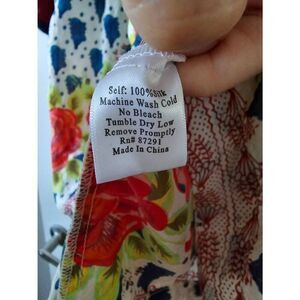 Self: 100%Silk
Machine Wash Cold
No Bleach
Tumble Dry Low
Remove Promptly
Rn# 87291
Made In China